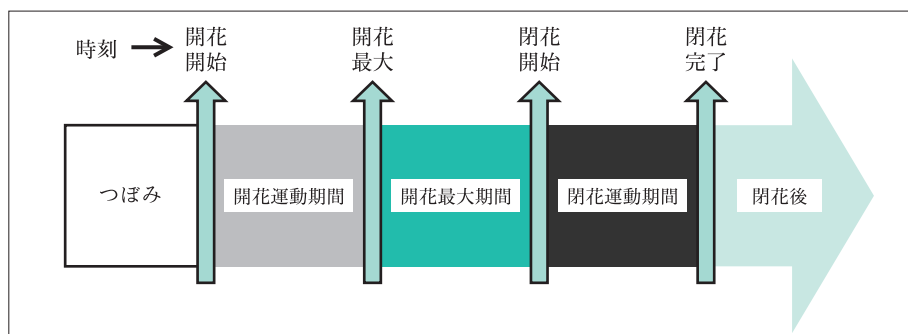 時刻
開花
開始
開花
最大
閉花
開始
閉花
完了
つぼみ
開花運動期間
開花最大期間
閉花運動期間
閉花後